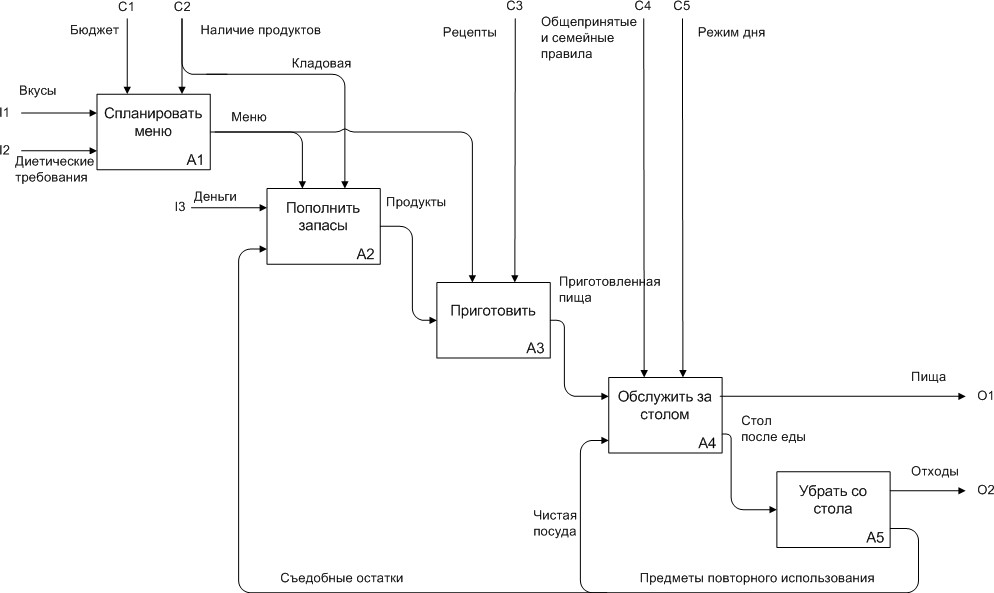 C1
C2
C3
C4
C5
Бюджет
Наличие продуктов
Рецепты
Общепринятые
и семейные
правила
Режим дня
Кладовая
Вкусы
I1
Спланировать
меню
A1
Меню
I2
Диетические
требования
I3
Деньги
Пополнить
запасы
A2
Продукты
Приготовить
A3
Приготовленная
пища
Обслужить за
столом
A4
Пища
O1
Стол
после еды
Убрать со
стола
A5
Отходы
O2
Чистая
посуда
Съедобные остатки
Предметы повторного использования